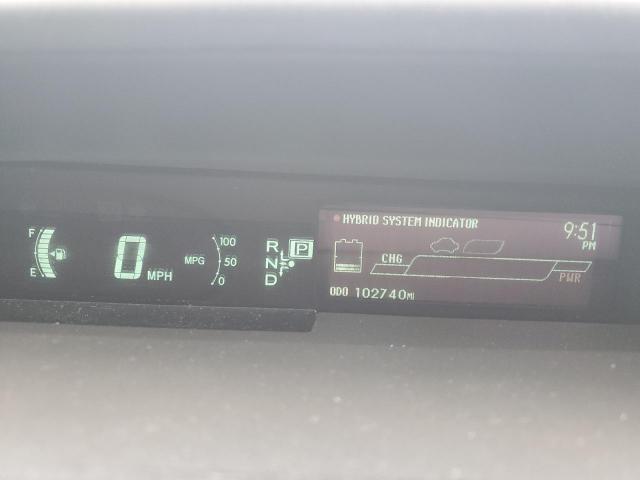 F
E
0 MPH
MPG
100
50
0
R
N
D
P
HYBRID SYSTEM INDICATOR
9:51
PM
CHG
PWR
ODO 102740MI